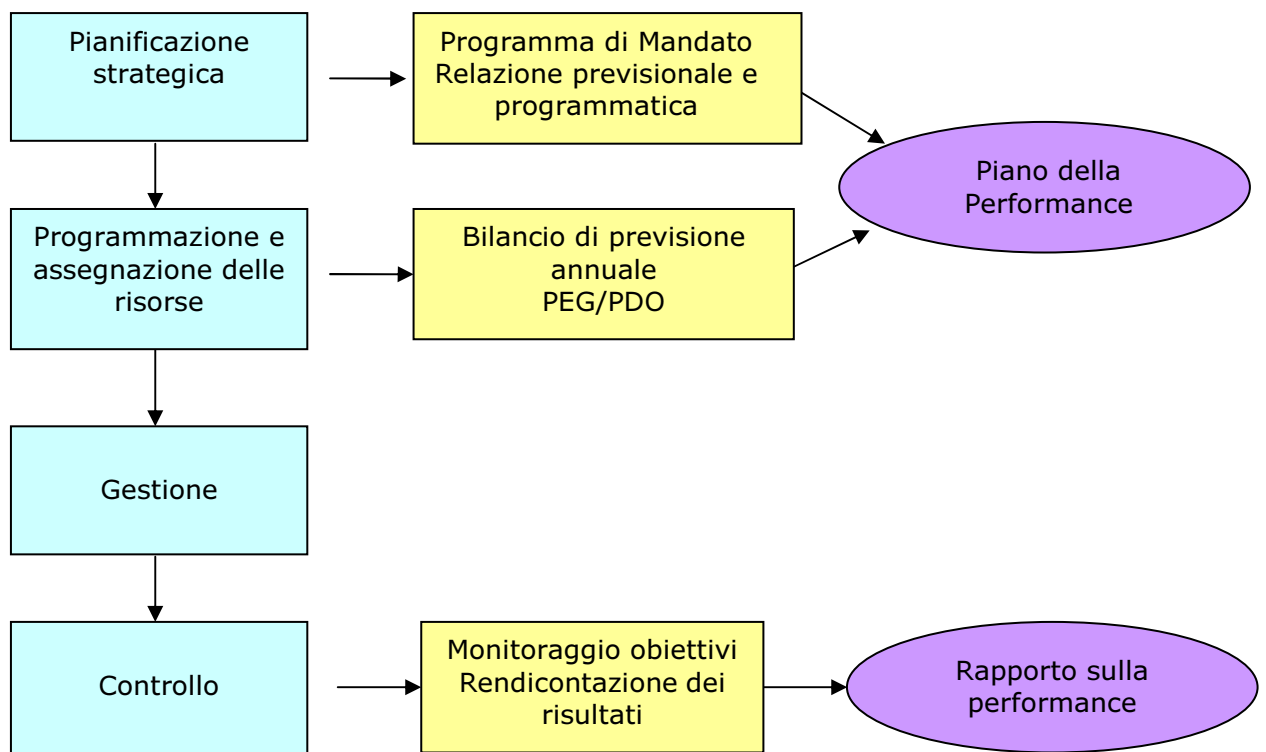 Pianificazione
strategica
Programma di Mandato
Relazione previsionale e
programmatica
Piano della
Performance
Programmazione e
assegnazione delle
risorse
Bilancio di previsione
annuale
PEG/PDO
Gestione
Controllo
Monitoraggio obiettivi
Rendicontazione dei
risultati
Rapporto sulla
performance